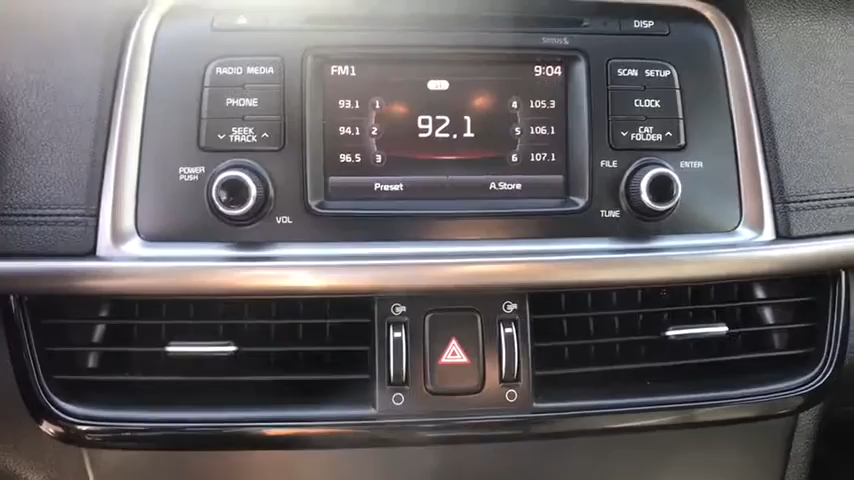 DISP
SIRIUS
RADIO MEDIA
PHONE
SEEK
TRACK
POWER
PUSH
VOL
FM1
ST
9:04
93.1 1
94.1 2
96.5 3
92.1
4 105.3
5 106.1
6 107.1
Preset
A.Store
SCAN SETUP
CLOCK
CAT
FOLDER
FILE
ENTER
TUNE